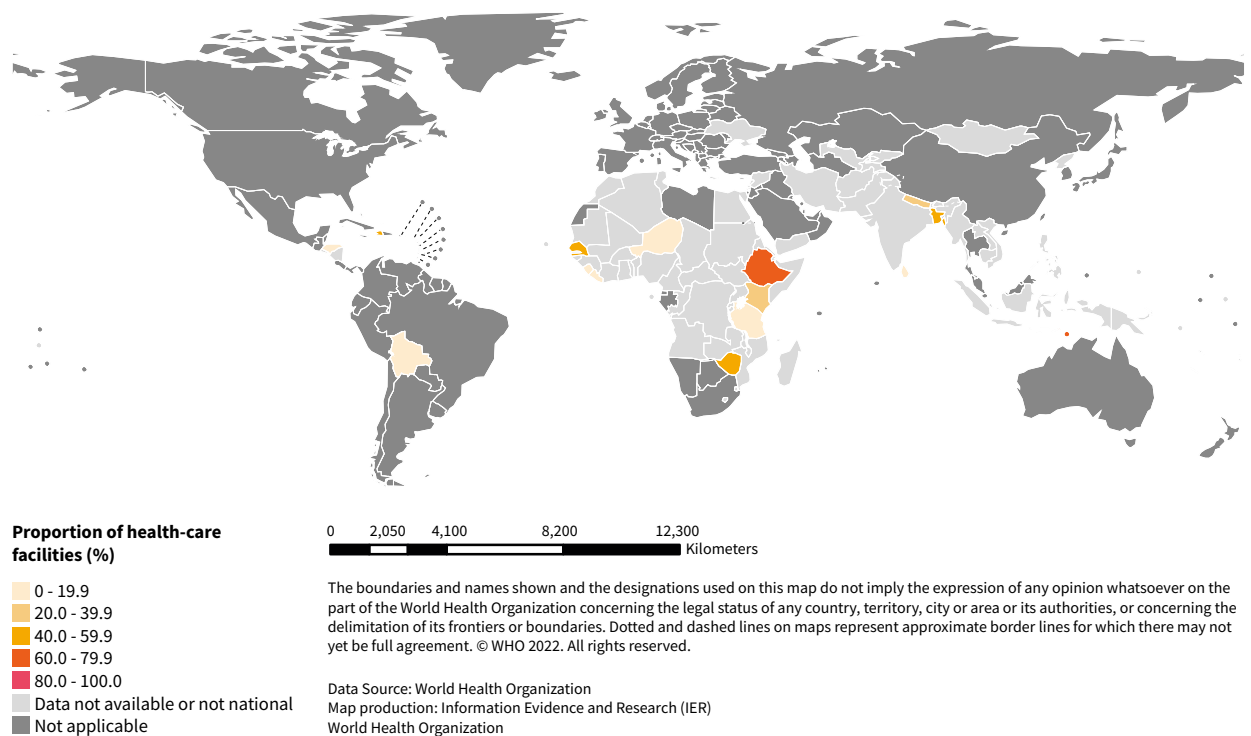 Proportion of health-care
facilities (%)
0 - 19.9
20.0 - 39.9
40.0 - 59.9
60.0 - 79.9
80.0 - 100.0
Data not available or not national
Not applicable
0 2,050 4,100 8,200 12,300
Kilometers
The boundaries and names shown and the designations used on this map do not imply the expression of any opinion whatsoever on the
part of the World Health Organization concerning the legal status of any country, territory, city or area or its authorities, or concerning the
delimitation of its frontiers or boundaries. Dotted and dashed lines on maps represent approximate border lines for which there may not
yet be full agreement. © WHO 2022. All rights reserved.
Data Source: World Health Organization
Map production: Information Evidence and Research (IER)
World Health Organization